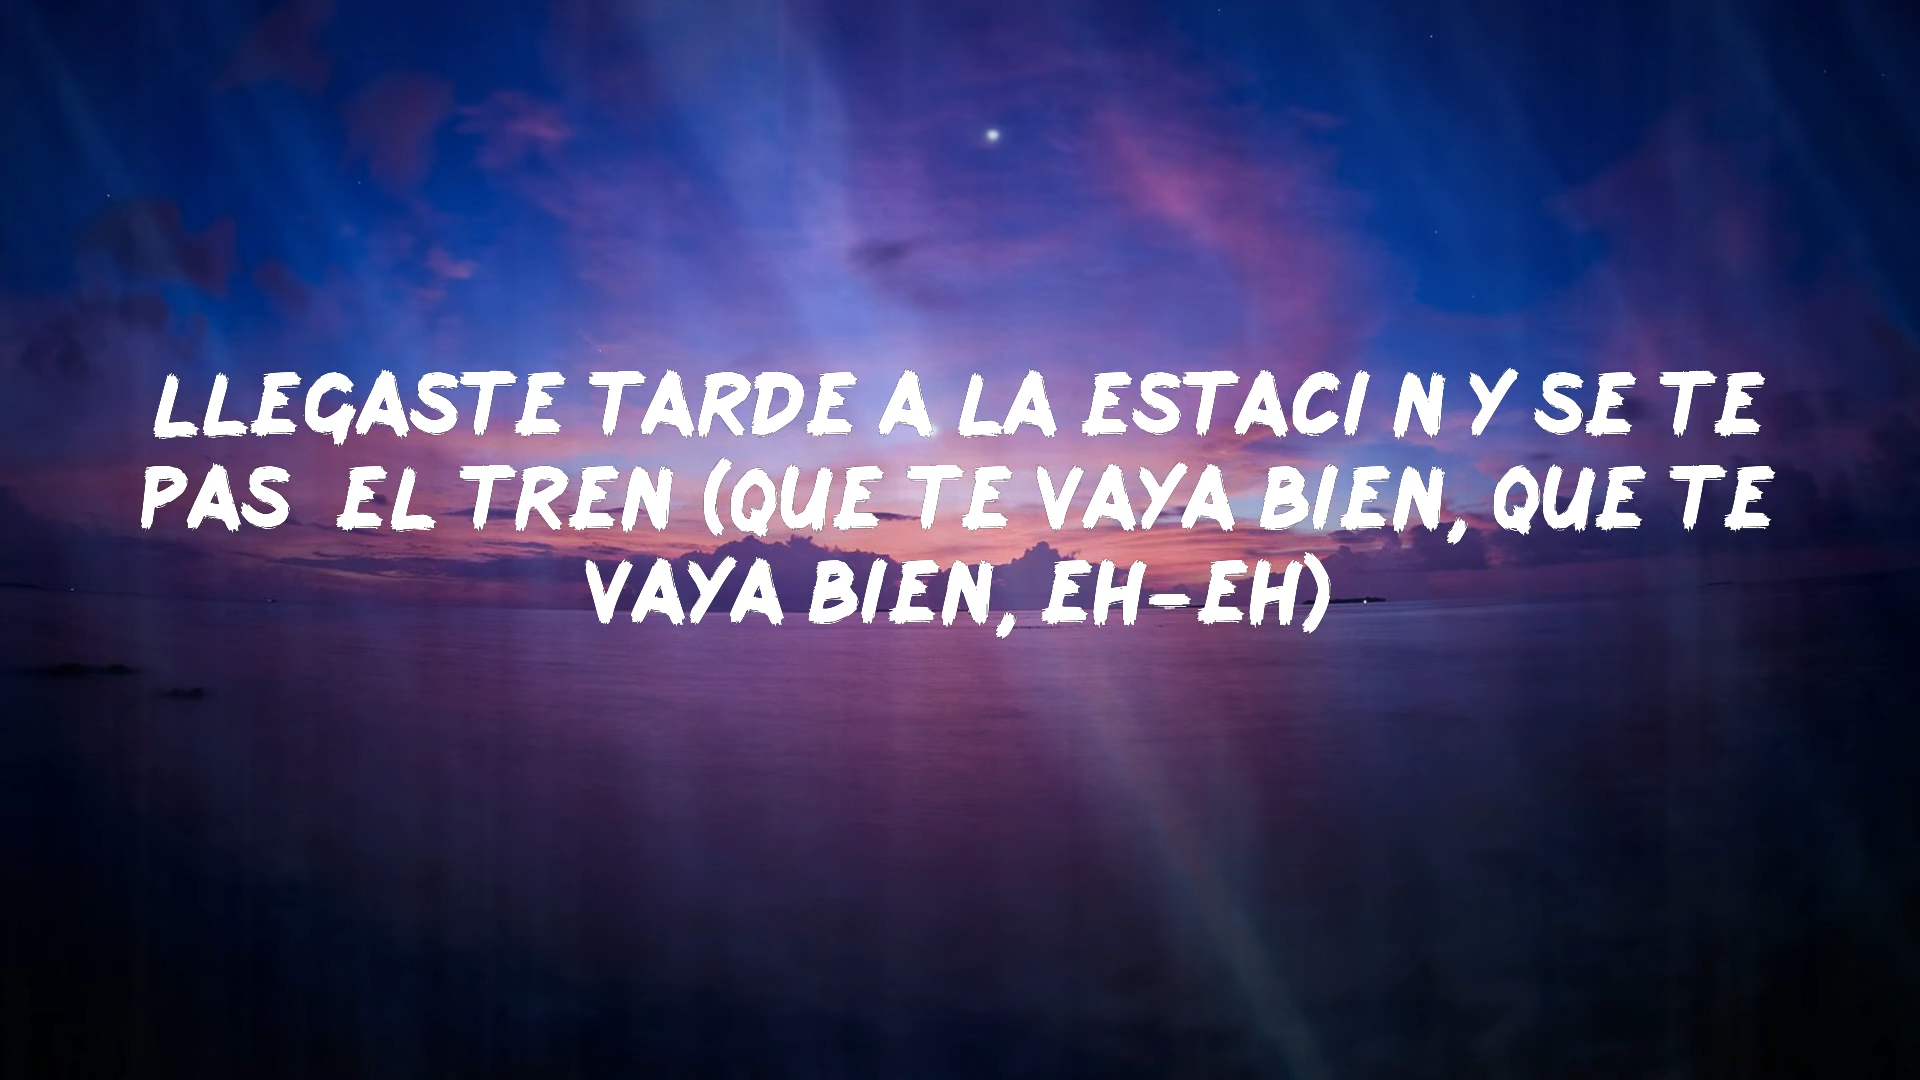 LLEGASTE TARDE A LA ESTACI N Y SE TE
PAS  EL TREN (QUE TE VAYA BIEN, QUE TE
VAYA BIEN, EH-EH)